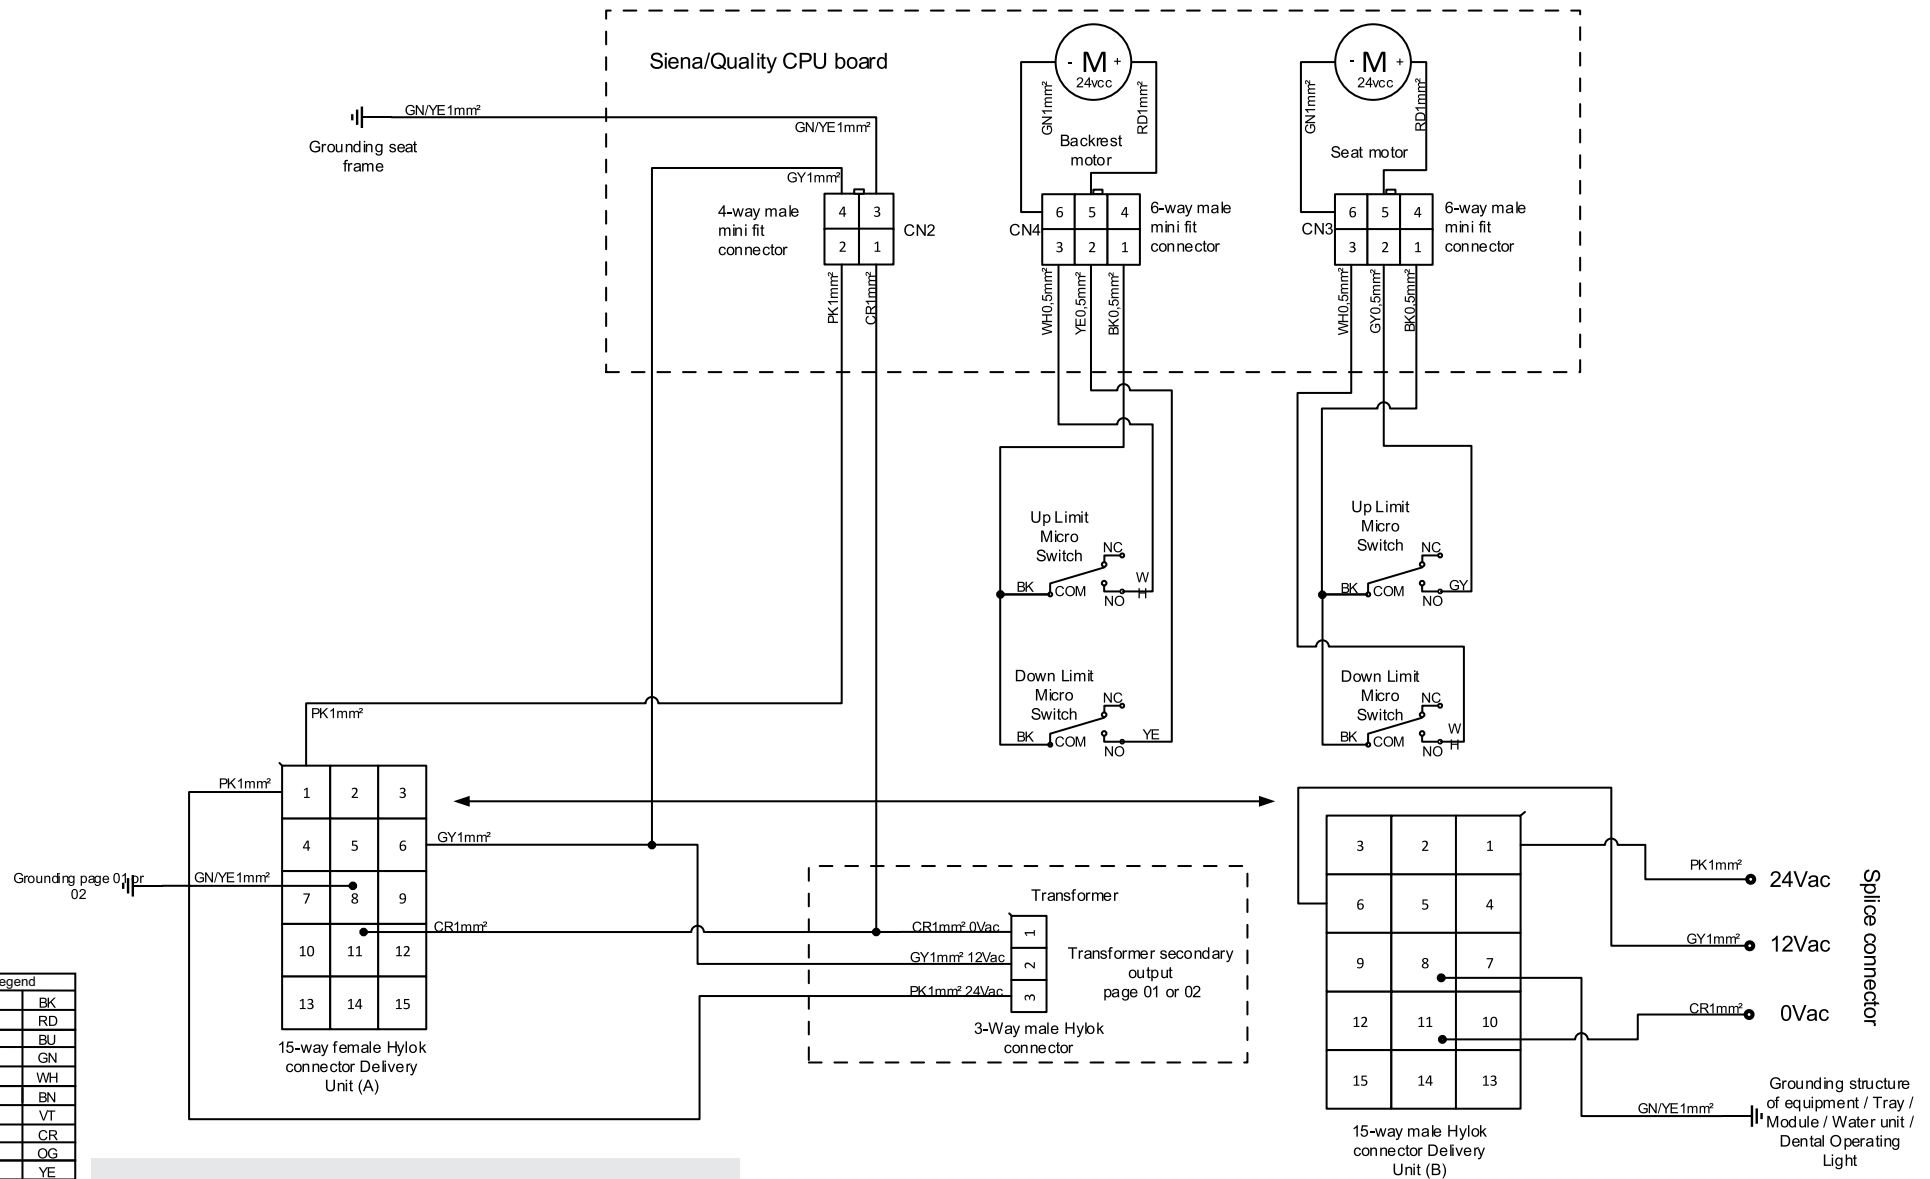 Siena/Quality CPU board
- M +
24vcc
- M +
24vcc
GN1mm²
RD1mm²
GN1mm²
RD1mm²
Backrest
motor
Seat motor
GN/YE1mm²
GN/YE1mm²
Grounding seat
frame
GY1mm²
4-way male
mini fit
connector
4 3
2 1
CN2
6 5 4
3 2 1
CN4
6-way male
mini fit
connector
6 5 4
3 2 1
CN3
6-way male
mini fit
connector
PK1mm²
CR1mm²
WH0,5mm²
YE0,5mm²
BK0,5mm²
WH0,5mm²
GY0,5mm²
BK0,5mm²
Up Limit
Micro
Switch
NC
BK
COM
NO
W
H
Up Limit
Micro
Switch
NC
BK
COM
NO
GY
Down Limit
Micro
Switch
NC
BK
COM
NO
YE
Down Limit
Micro
Switch
NC
BK
COM
NO
W
H
PK1mm²
PK1mm²
1 2 3
4 5 6
7 8 9
10 11 12
13 14 15
GY1mm²
Grounding page 01 or
02
GN/YE1mm²
CR1mm²
15-way female Hylok
connector Delivery
Unit (A)
Transformer
CR1mm² 0Vac
GY1mm² 12Vac
PK1mm² 24Vac
1
2
3
Transformer secondary
output
page 01 or 02
3-Way male Hylok
connector
3 2 1
6 5 4
9 8 7
12 11 10
15 14 13
15-way male Hylok
connector Delivery
Unit (B)
PK1mm²
24Vac
GY1mm²
12Vac
CR1mm²
0Vac
Splice connector
GN/YE1mm²
Grounding structure
of equipment / Tray /
Module / Water unit /
Dental Operating
Light
egend
BK
RD
BU
GN
WH
BN
VT
CR
OG
YE